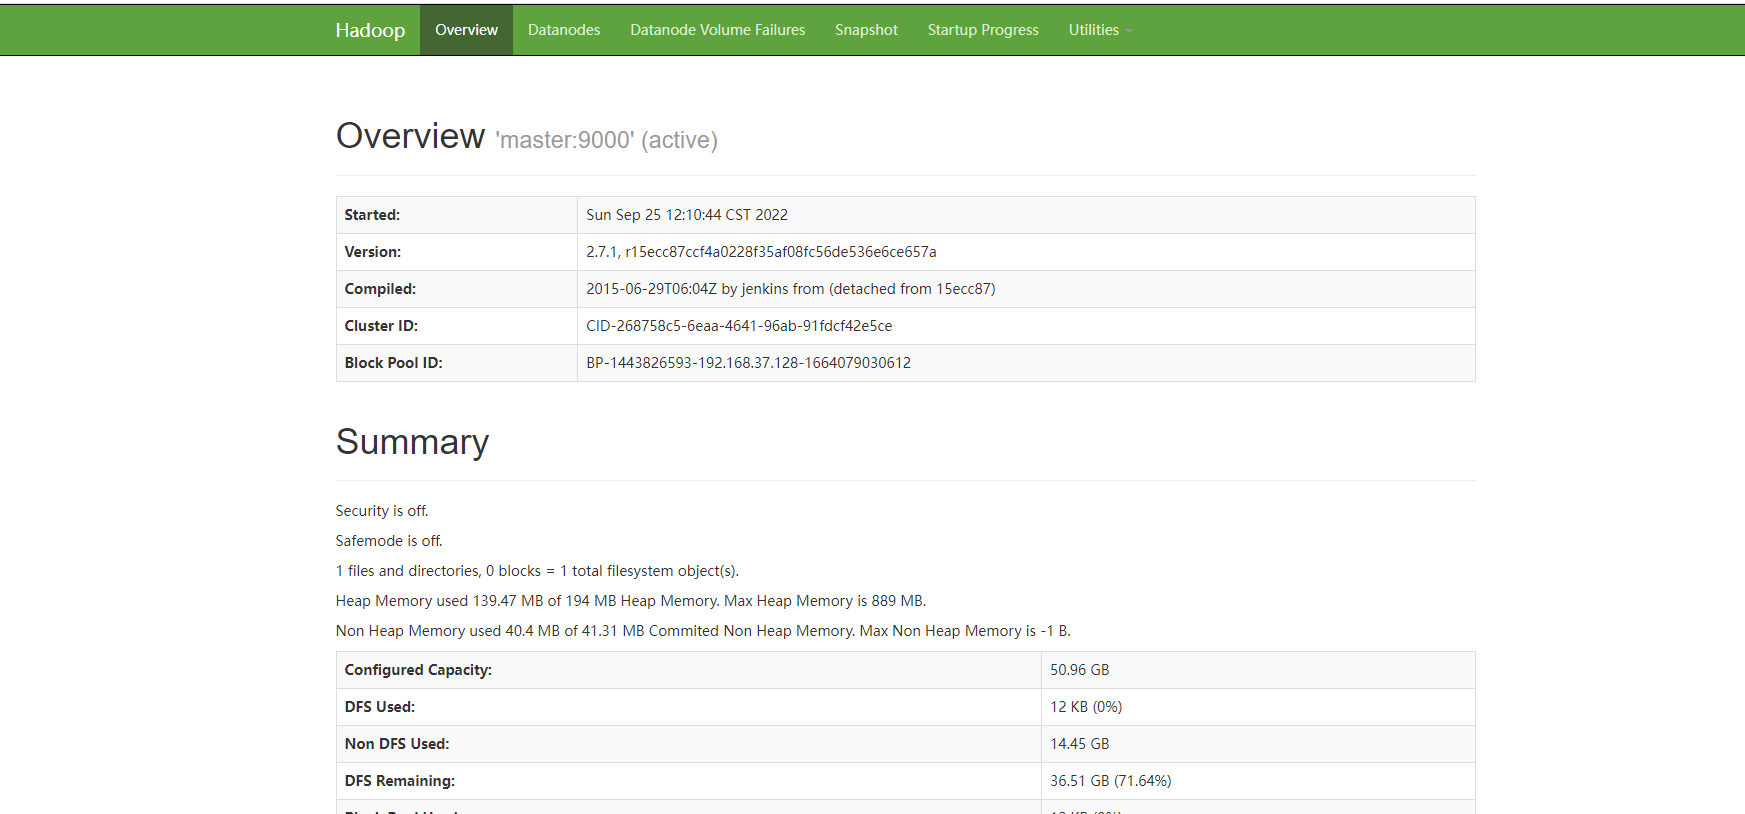 Hadoop Overview Datanodes Datanode Volume Failures Snapshot Startup Progress Utilities
Overview 'master:9000' (active)
Started: Sun Sep 25 12:10:44 CST 2022
Version: 2.7.1, r15ecc87ccf4a0228f35af08fc56de536e6ce657a
Compiled: 2015-06-29T06:04Z by jenkins from (detached from 15ecc87)
Cluster ID: CID-268758c5-6eaa-4641-96ab-91fdcf42e5ce
Block Pool ID: BP-1443826593-192.168.37.128-1664079030612
Summary
Security is off.
Safemode is off.
1 files and directories, 0 blocks = 1 total filesystem object(s).
Heap Memory used 139.47 MB of 194 MB Heap Memory. Max Heap Memory is 889 MB.
Non Heap Memory used 40.4 MB of 41.31 MB Commited Non Heap Memory. Max Non Heap Memory is -1 B.
Configured Capacity: 50.96 GB
DFS Used: 12 KB (0%)
Non DFS Used: 14.45 GB
DFS Remaining: 36.51 GB (71.64%)